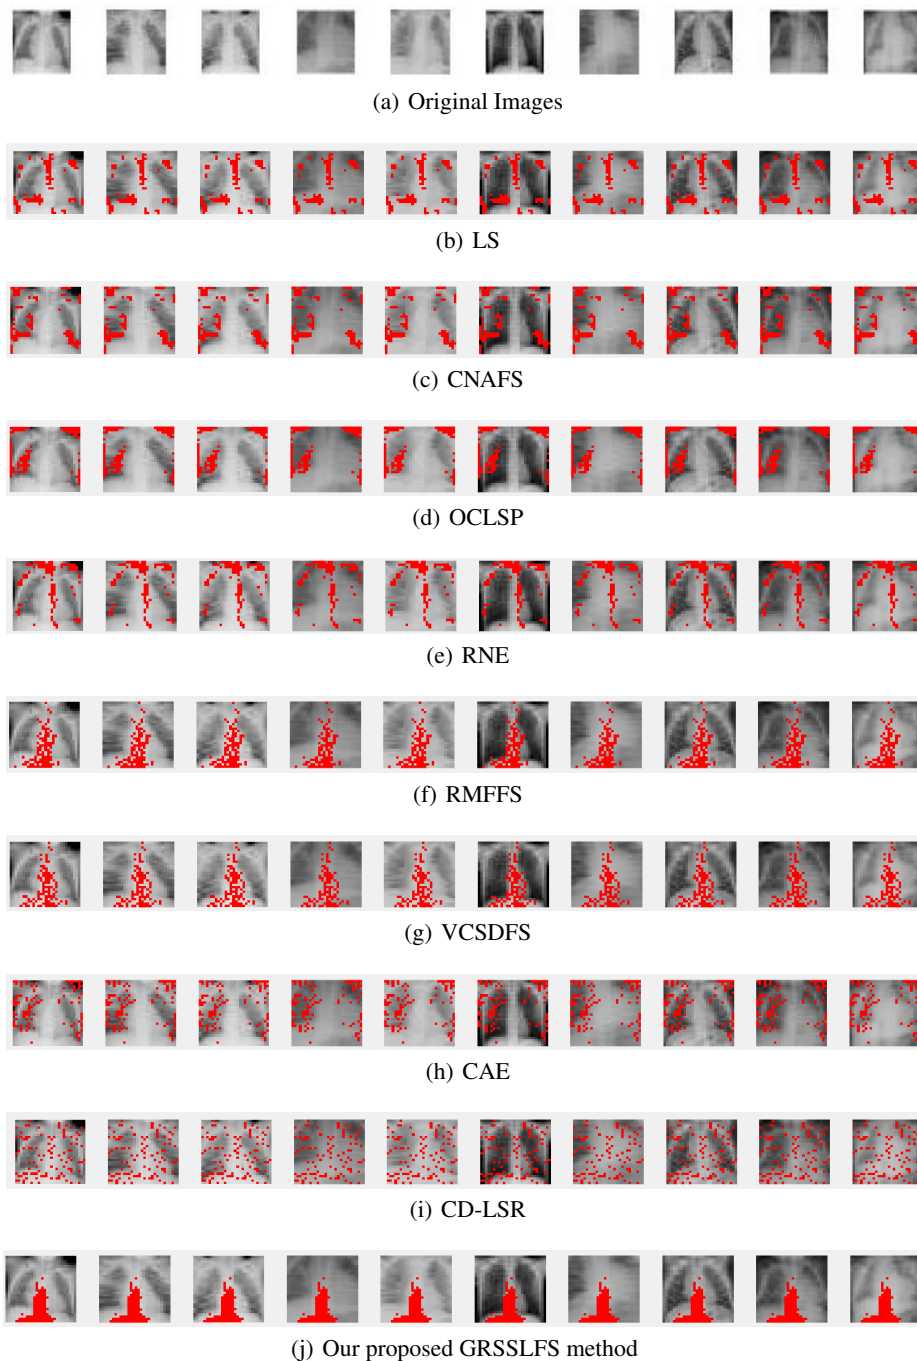 (a) Original Images
(b) LS
(c) CNAFS
(d) OCLSP
(e) RNE
(f) RMFFS
(g) VCSDFS
(h) CAE
(i) CD-LSR
(j) Our proposed GRSSLFS method